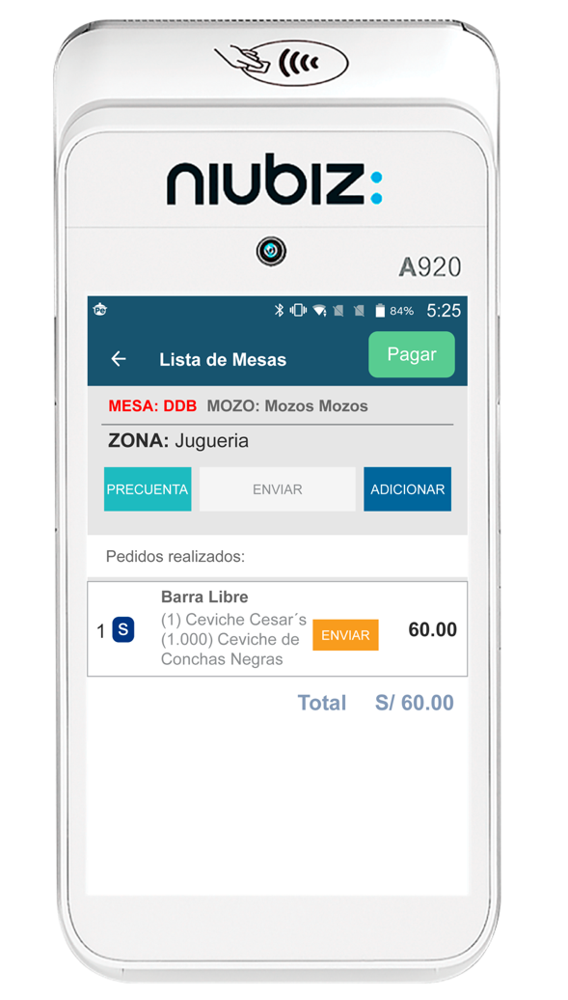 niubiz:
A920
Pe
84% 5:25
Lista de Mesas
Pagar
MESA: DDB MOZO: Mozos Mozos
ZONA: Jugueria
PRECUENTA ENVIAR ADICIONAR
Pedidos realizados:
Barra Libre
1 S (1) Ceviche Cesar´s
(1.000) Ceviche de
Conchas Negras
ENVIAR
60.00
Total S/ 60.00